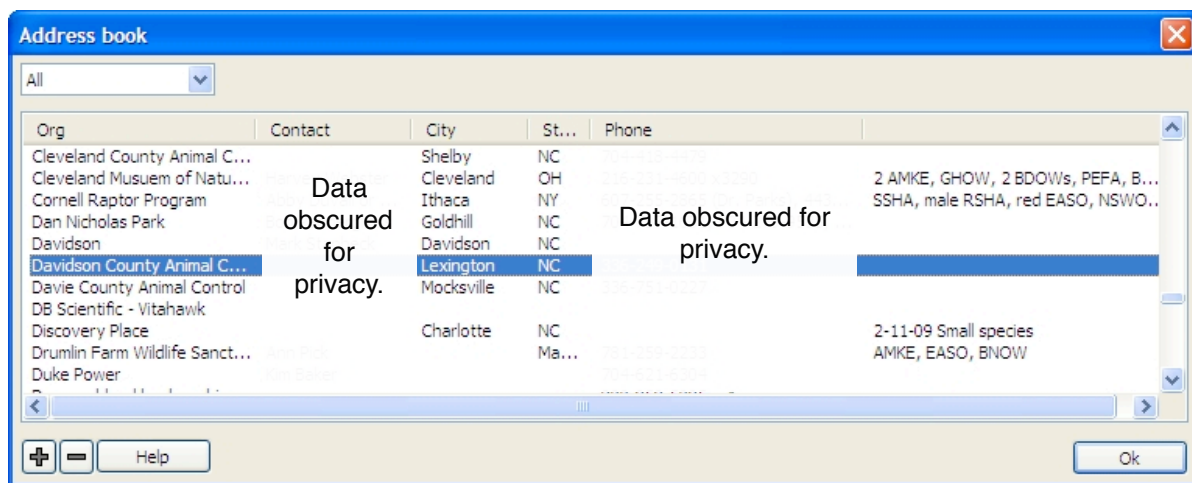 Address book
All
Org Contact City St... Phone
Cleveland County Animal C... Shelby NC
Cleveland Musuem of Natu... Cleveland OH 2 AMKE, GHOW, 2 BDOWs, PEFA, B...
Cornell Raptor Program Ithaca NY SSHA, male RSHA, red EASO, NSWO...
Dan Nicholas Park Goldhill NC
Davidson Davidson NC
Davidson County Animal C... Lexington NC
Davie County Animal Control Mocksville NC
DB Scientific - Vitahawk
Discovery Place Charlotte NC 2-11-09 Small species
Drumlin Farm Wildlife Sanct... Ma... AMKE, EASO, BNOW
Duke Power
Data
obscured
for
privacy.
Data obscured for
privacy.
Help Ok